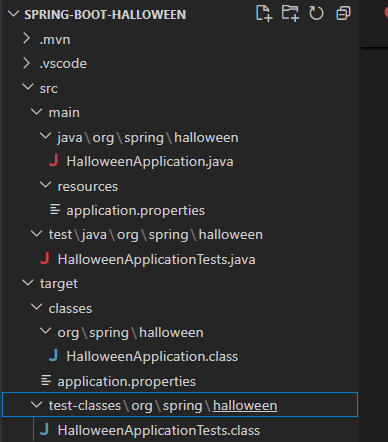 SPRING-BOOT-HALLOWEEN
.mvn
.vscode
src
main
java\org\spring\halloween
J HalloweenApplication.java
resources
application.properties
test\java\org\spring\halloween
J HalloweenApplicationTests.java
target
classes
org\spring\halloween
J HalloweenApplication.class
application.properties
test-classes\org\spring\halloween
J HalloweenApplicationTests.class